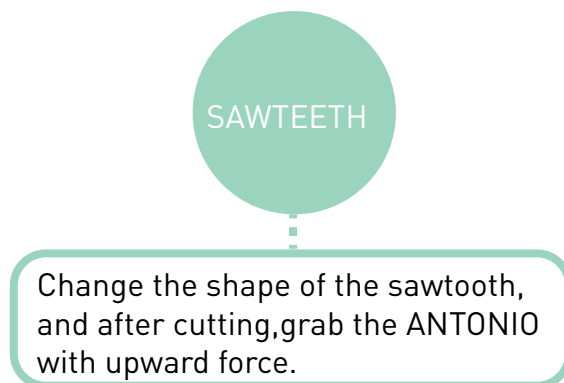 SAWTEETH
Change the shape of the sawtooth,
and after cutting,grab the ANTONIO
with upward force.